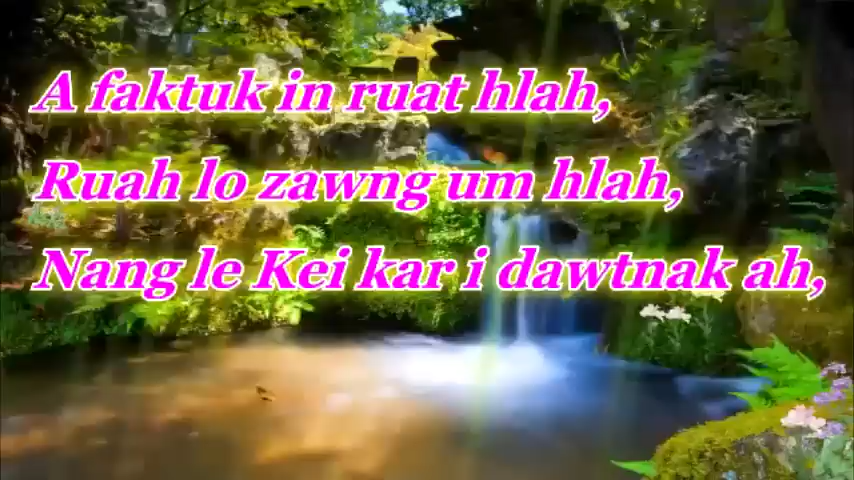 A faktuk in ruat hlah,
Ruah lo zawng um hlah,
Nang le Kei kar i dawtnak ah,